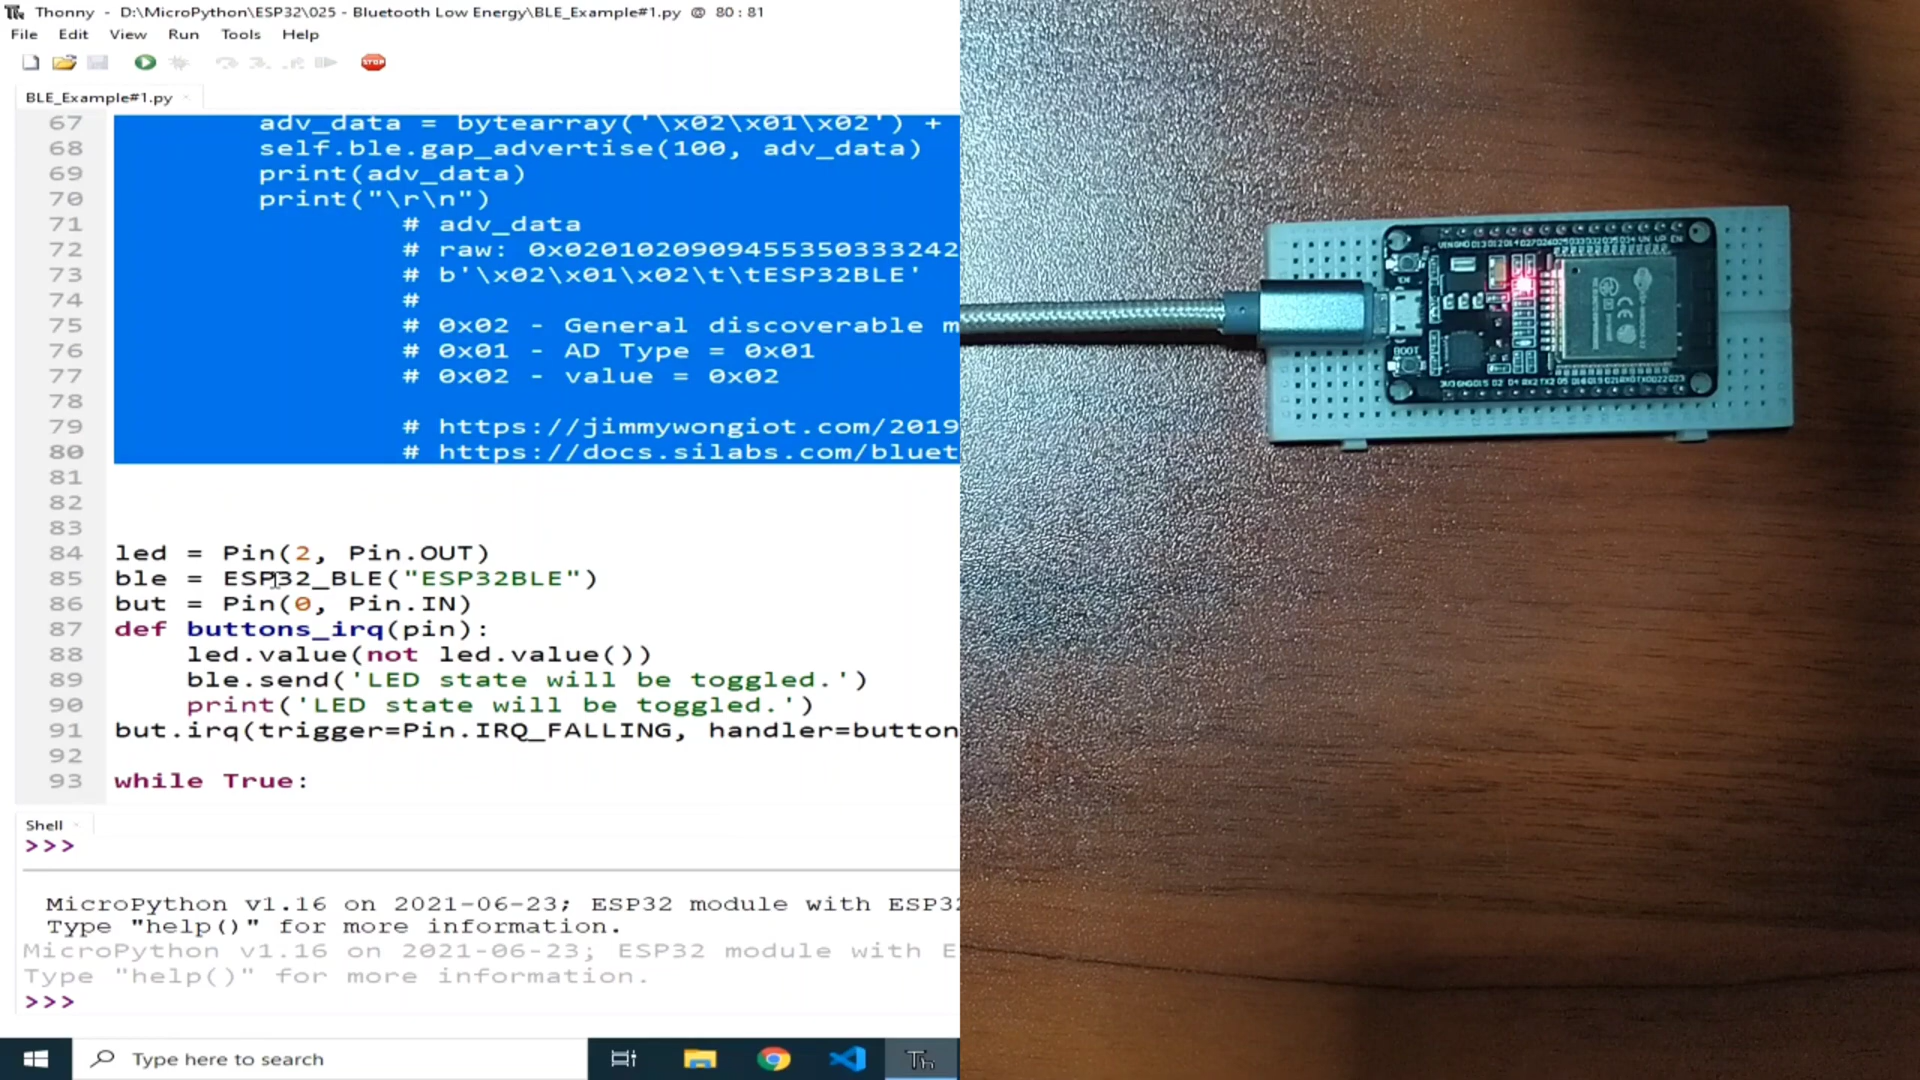 Thonny - D:\MicroPython\ESP32\025 - Bluetooth Low Energy\BLE_Example#1.py @ 80:81
File Edit View Run Tools Help
STOP
BLE_Example#1.py
67 adv_data = bytearray('\x02\x01\x02') +
68 self.ble.gap_advertise(100, adv_data)
69 print(adv_data)
70 print("\r\n")
71 # adv_data
72 # raw: 0x0201020909455350333242
73 # b'\x02\x01\x02\t\tESP32BLE'
74 #
75 # 0x02 - General discoverable m
76 # 0x01 - AD Type = 0x01
77 # 0x02 - value = 0x02
78
79 # https://jimmywongiot.com/2019
80 # https://docs.silabs.com/bluet
81
82
83
84 led = Pin(2, Pin.OUT)
85 ble = ESP32_BLE("ESP32BLE")
86 but = Pin(0, Pin.IN)
87 def buttons_irq(pin):
88 led.value(not led.value())
89 ble.send('LED state will be toggled.')
90 print('LED state will be toggled.')
91 but.irq(trigger=Pin.IRQ_FALLING, handler=button
92
93 while True:
Shell
>>>
MicroPython v1.16 on 2021-06-23; ESP32 module with ESP32
Type "help()" for more information.
MicroPython v1.16 on 2021-06-23; ESP32 module with E
Type "help()" for more information.
>>>
Type here to search
Th
BOOT
EN